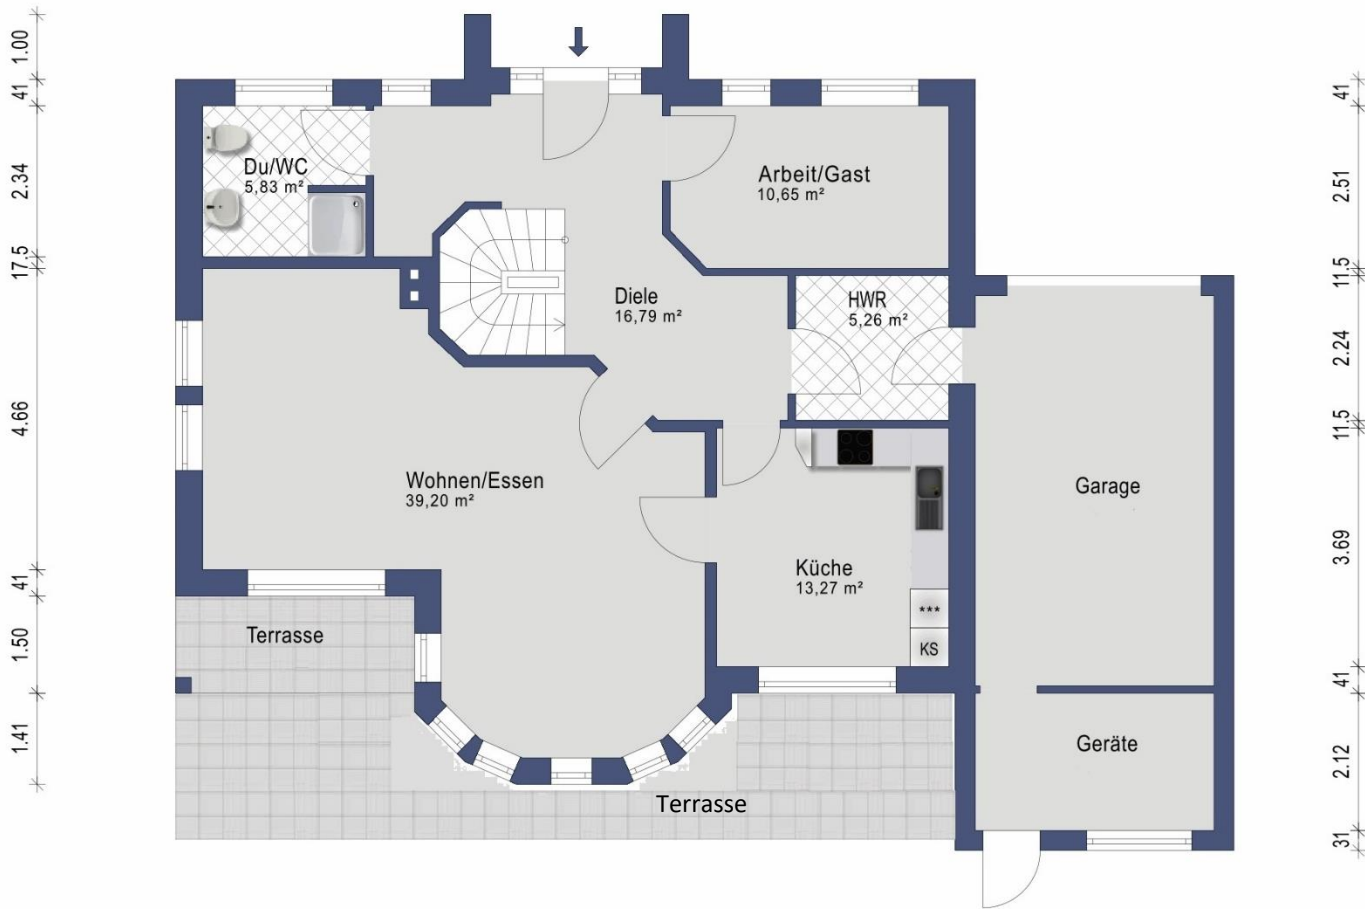 1.00
41
2.34
17.5
4.66
41
1.50
1.41
Du/WC
5,83 m²
Arbeit/Gast
10,65 m²
Diele
16,79 m²
HWR
5,26 m²
Wohnen/Essen
39,20 m²
Küche
13,27 m²
***
KS
Garage
Geräte
Terrasse
Terrasse
41
2.51
11.5
2.24
11.5
3.69
41
2.12
31